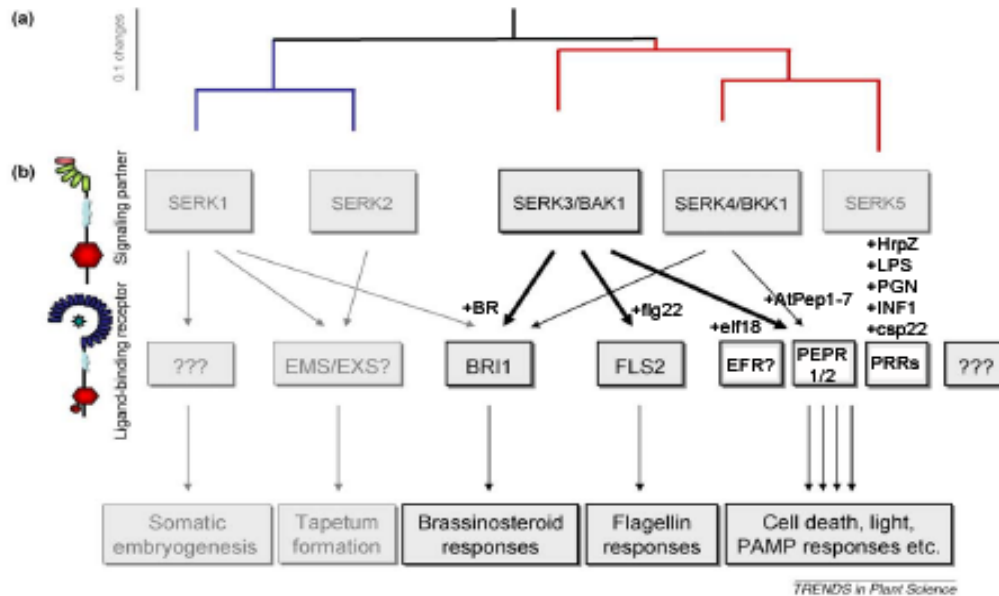 (a)
0.1 changes
(b)
Signaling partner
SERK1
SERK2
SERK3/BAK1
SERK4/BKK1
SERK5
+HrpZ
+LPS
+PGN
+INF1
+csp22
+BR
+flg22
+elf18
+AtPep1-7
Ligand-binding receptor
???
EMS/EXS?
BRI1
FLS2
EFR?
PEPR
1/2
PRRs
???
Somatic
embryogenesis
Tapetum
formation
Brassinosteroid
responses
Flagellin
responses
Cell death, light,
PAMP responses etc.
TRENDS in Plant Science